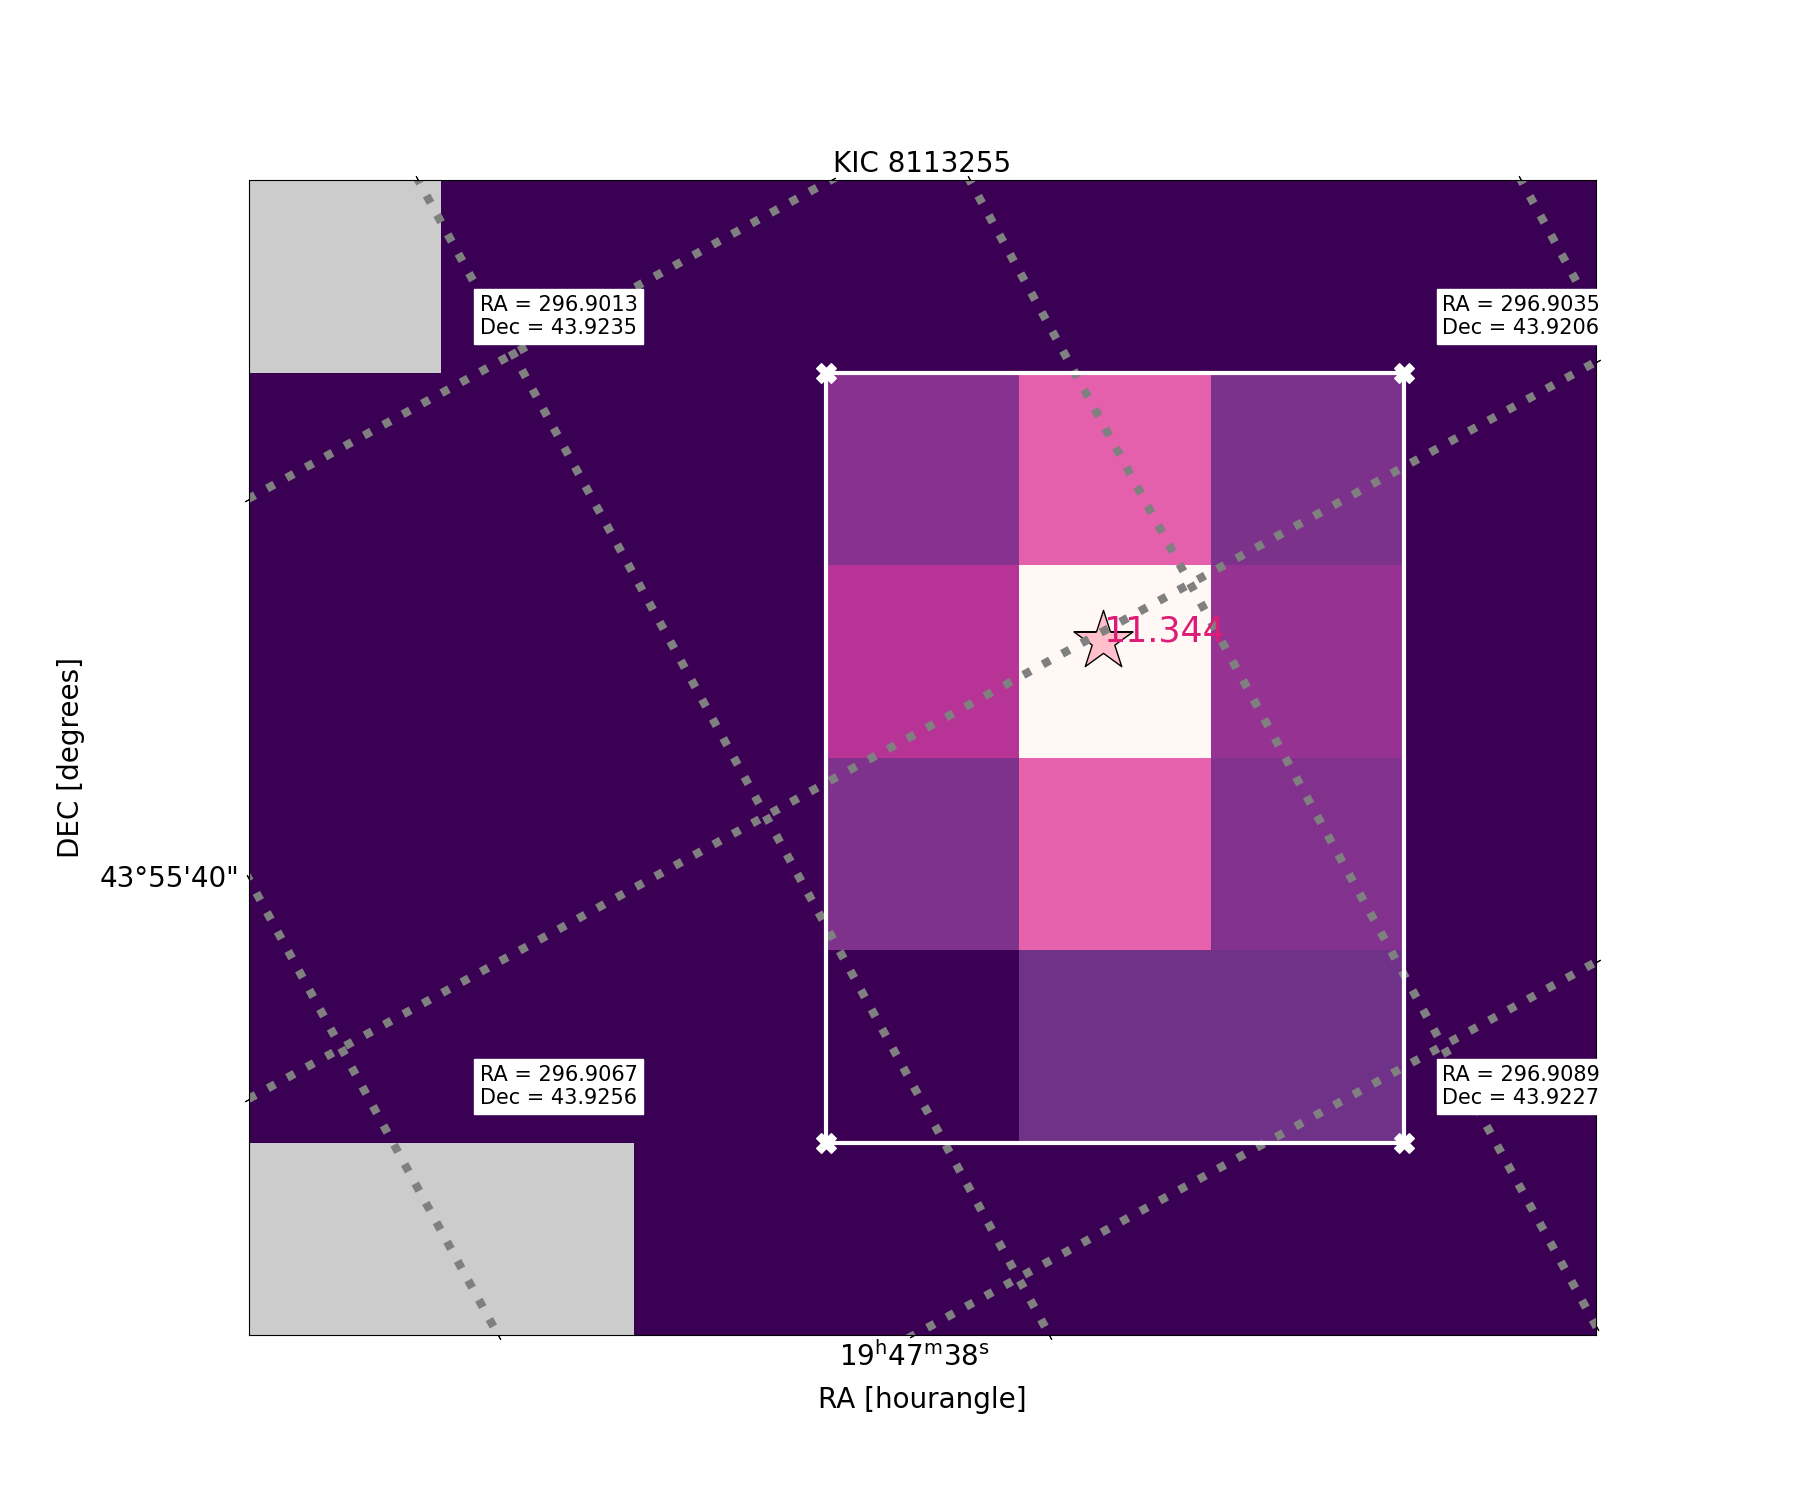 KIC 8113255
RA = 296.9013
Dec = 43.9235
RA = 296.9035
Dec = 43.9206
11.344
DEC [degrees]
43°55'40"
RA = 296.9067
Dec = 43.9256
RA = 296.9089
Dec = 43.9227
19h47m38s
RA [hourangle]